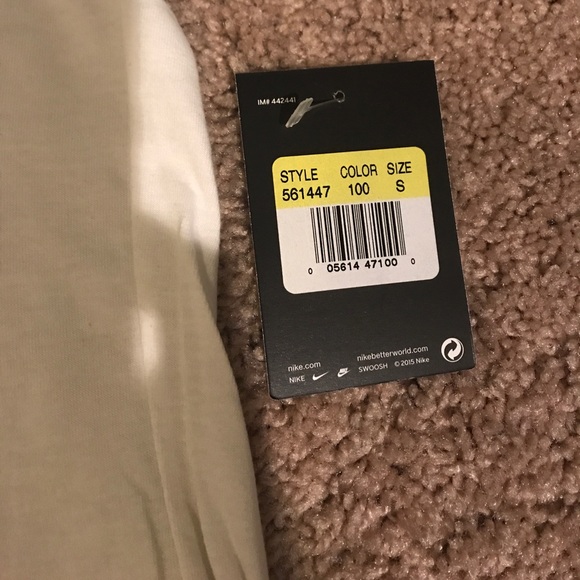 IM# 442441
STYLE COLOR SIZE
561447 100 S
0 05614 47100 0
nike.com nikebetterworld.com
NIKE SWOOSH © 2015 Nike